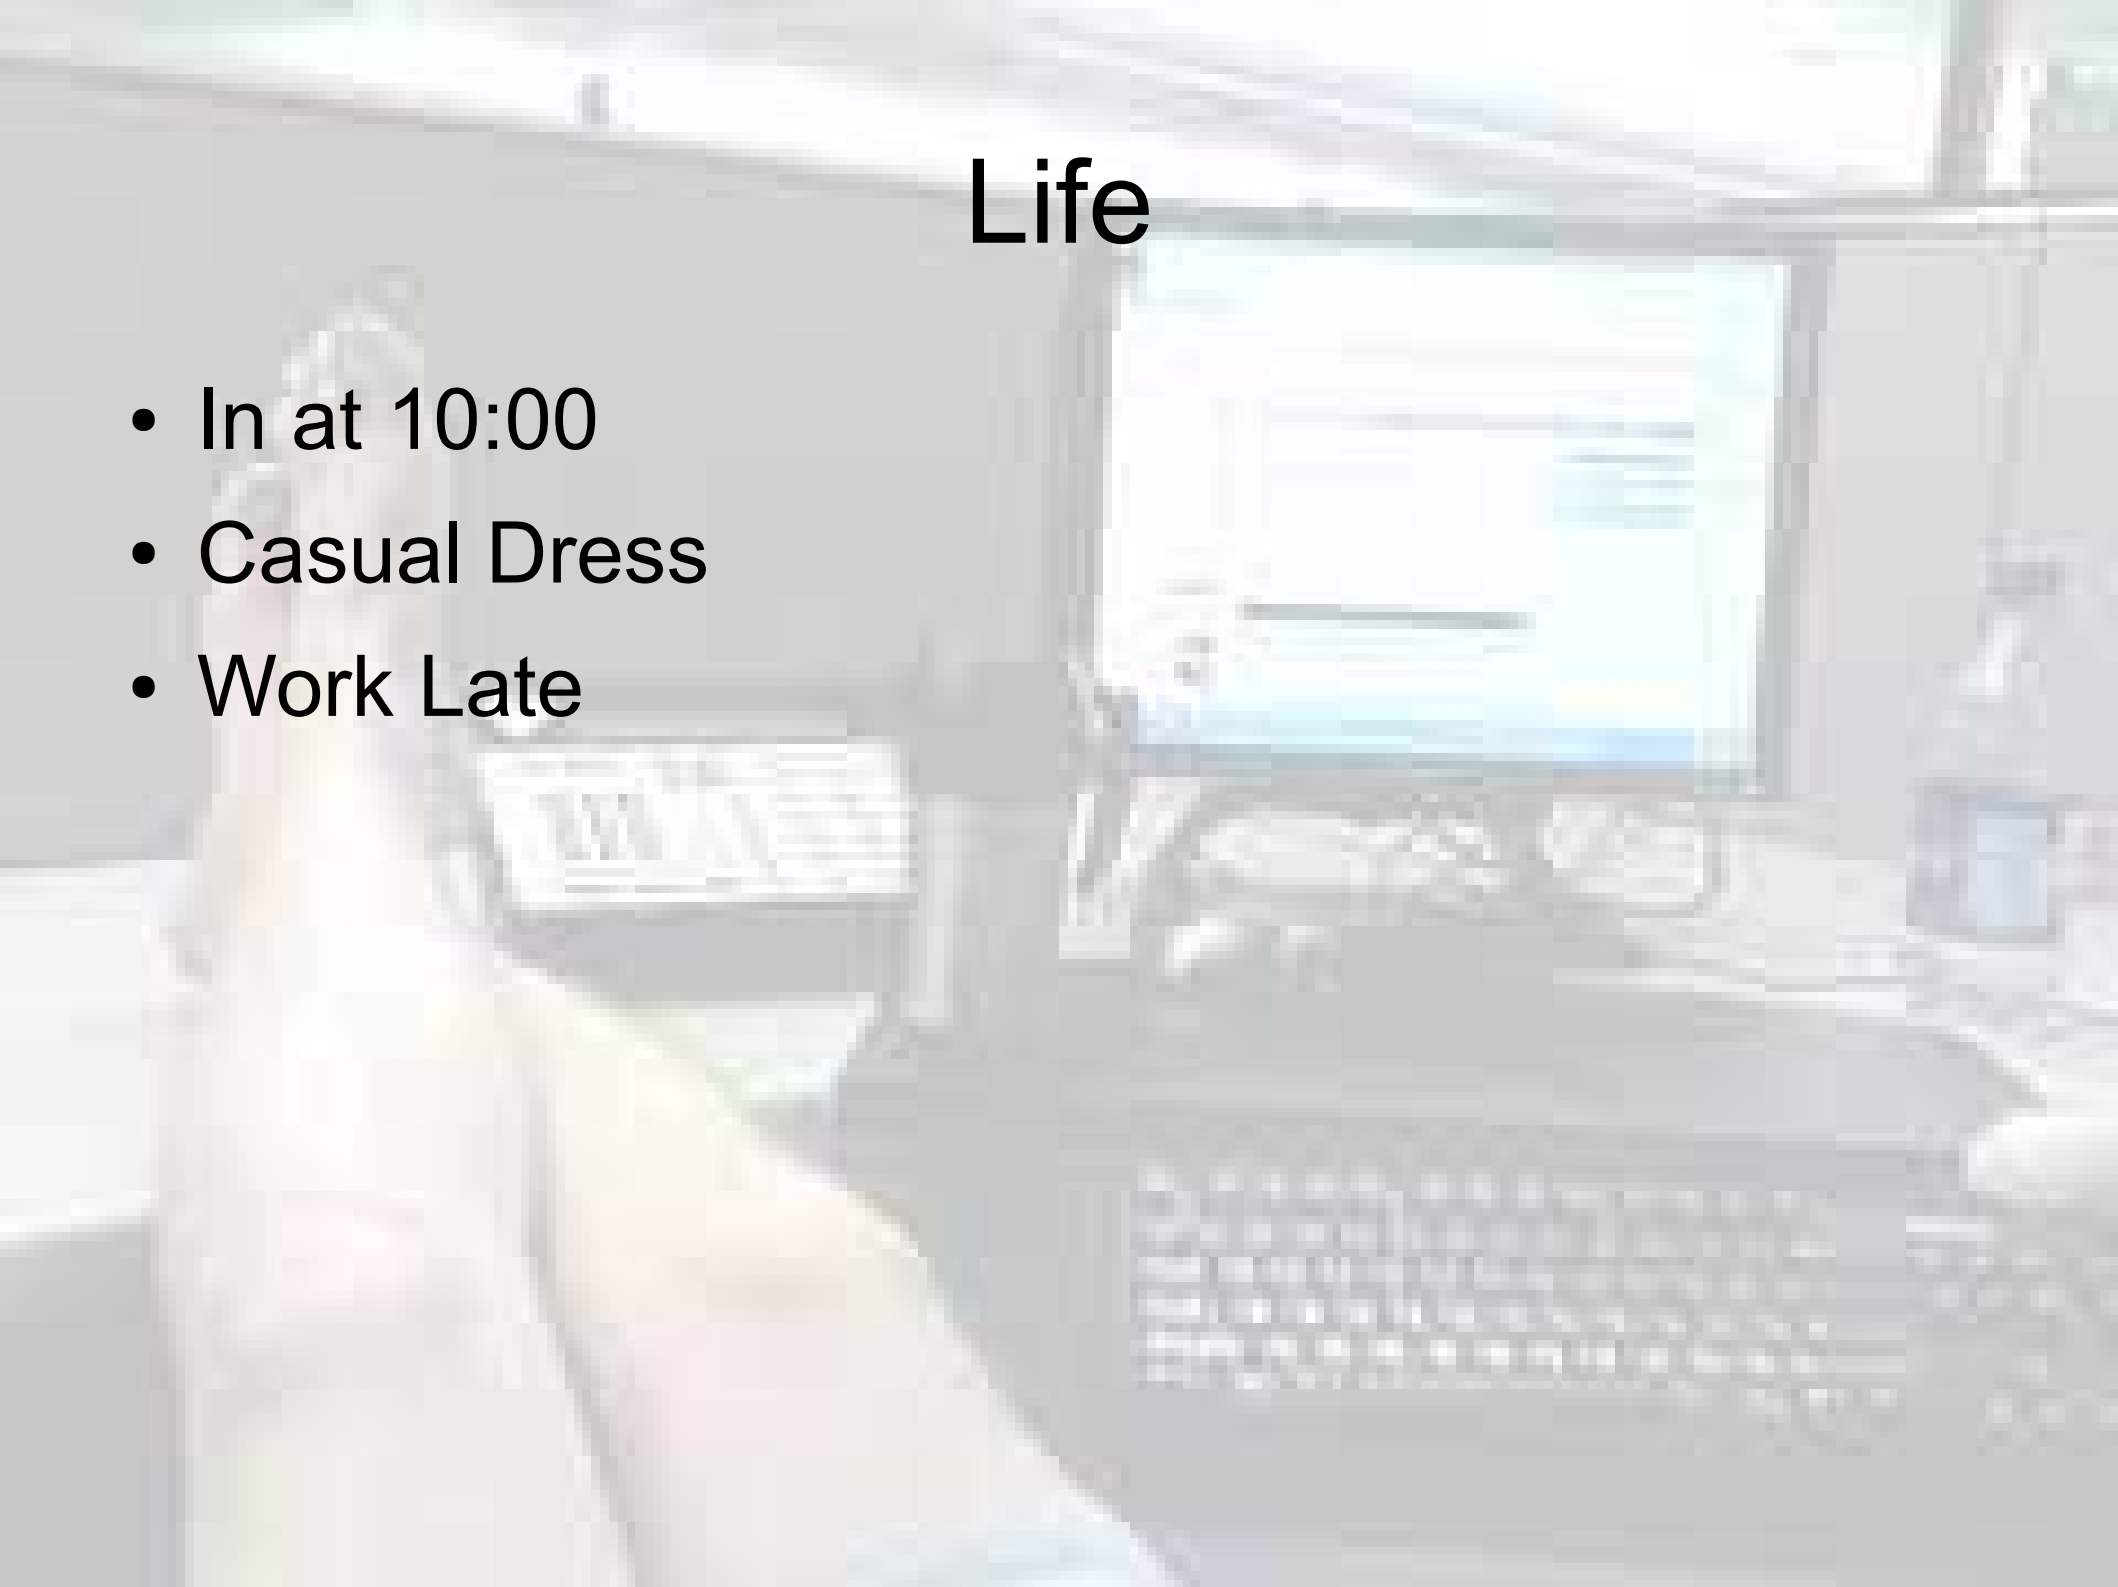 Life
• In at 10:00
• Casual Dress
• Work Late